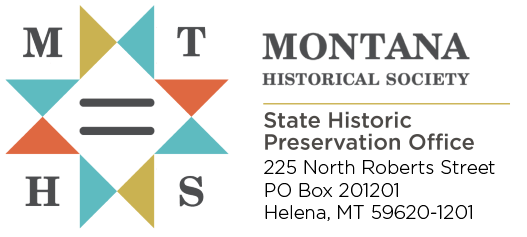 M T
H S
MONTANA
HISTORICAL SOCIETY
State Historic
Preservation Office
225 North Roberts Street
PO Box 201201
Helena, MT 59620-1201